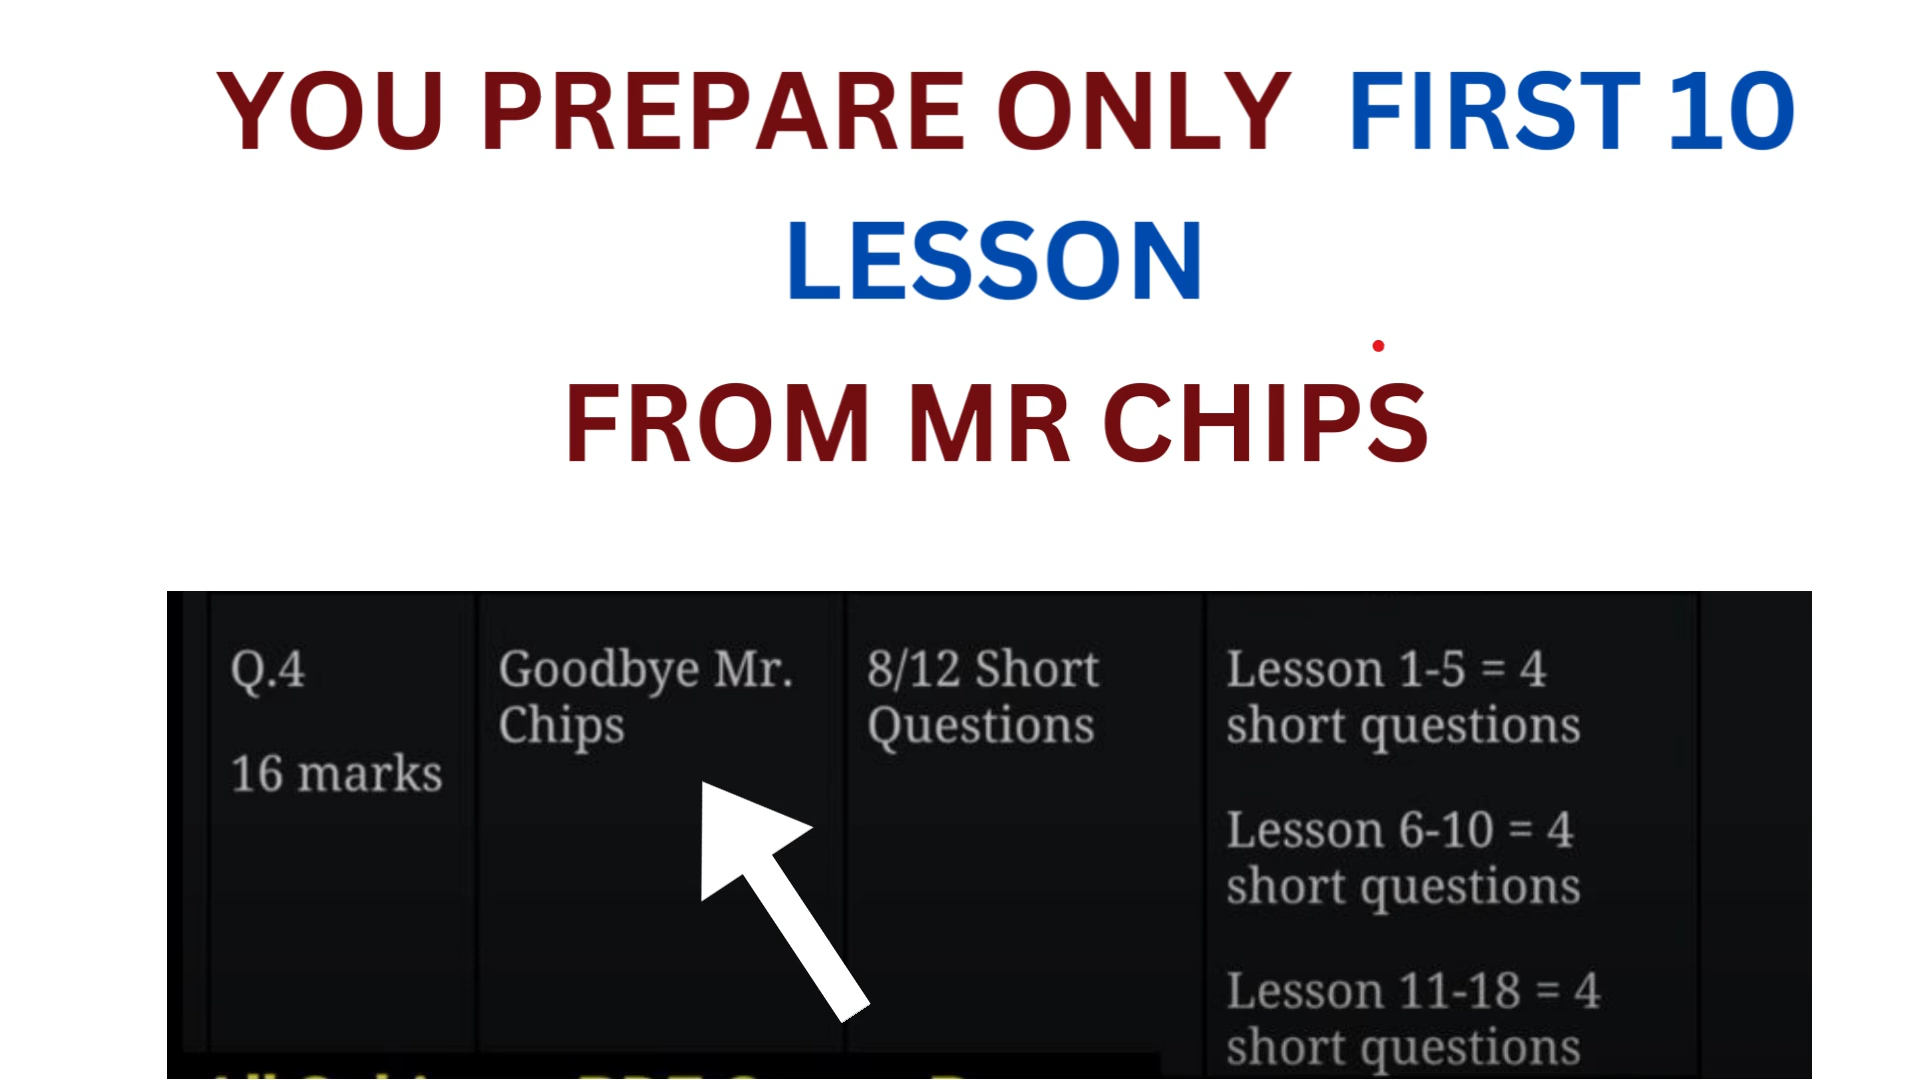 YOU PREPARE ONLY FIRST 10
LESSON
FROM MR CHIPS
Q.4
16 marks
Goodbye Mr.
Chips
8/12 Short
Questions
Lesson 1-5 = 4
short questions
Lesson 6-10 = 4
short questions
Lesson 11-18 = 4
short questions